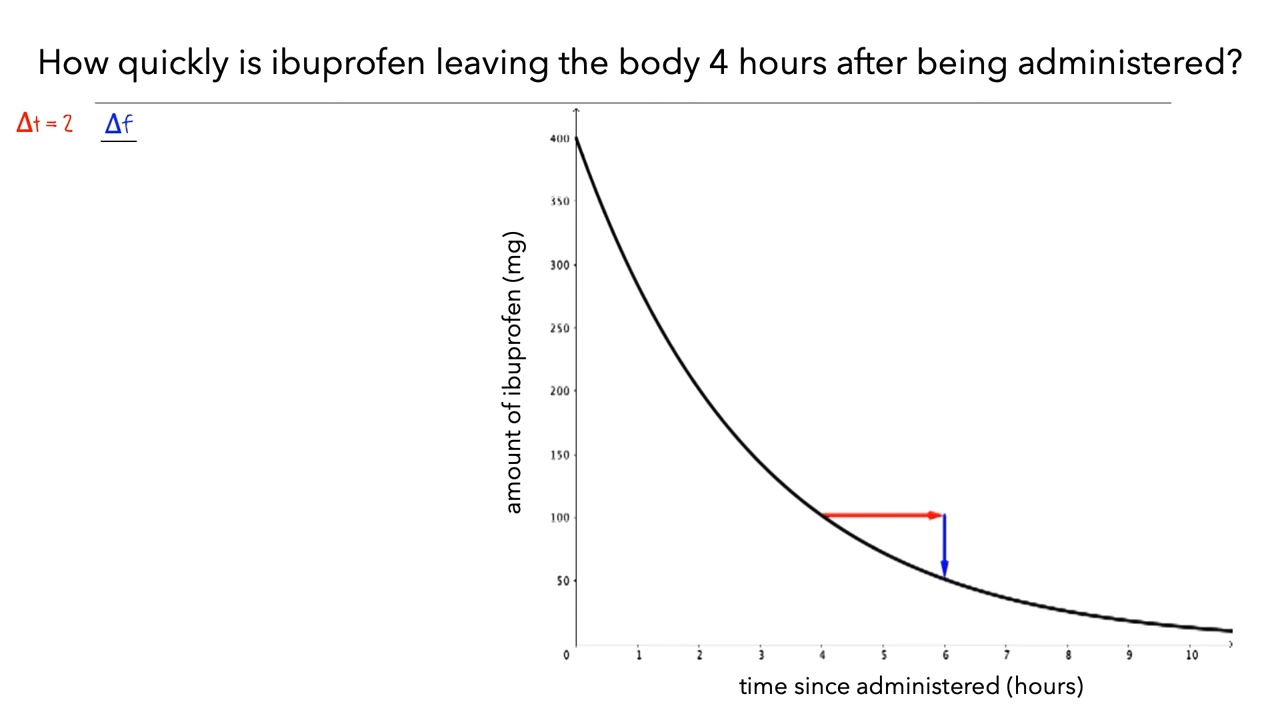 How quickly is ibuprofen leaving the body 4 hours after being administered?
Δt = 2 Δf
400
350
300
250
200
150
100
50
amount of ibuprofen (mg)
0 1 2 3 4 5 6 7 8 9 10
time since administered (hours)